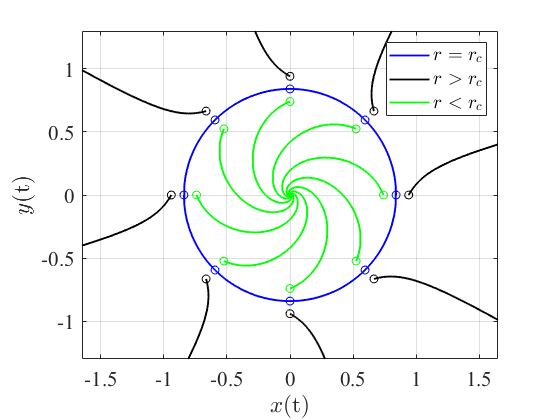 r = r_c
r > r_c
r < r_c
1
0.5
0
-0.5
-1
y(t)
-1.5 -1 -0.5 0 0.5 1 1.5
x(t)